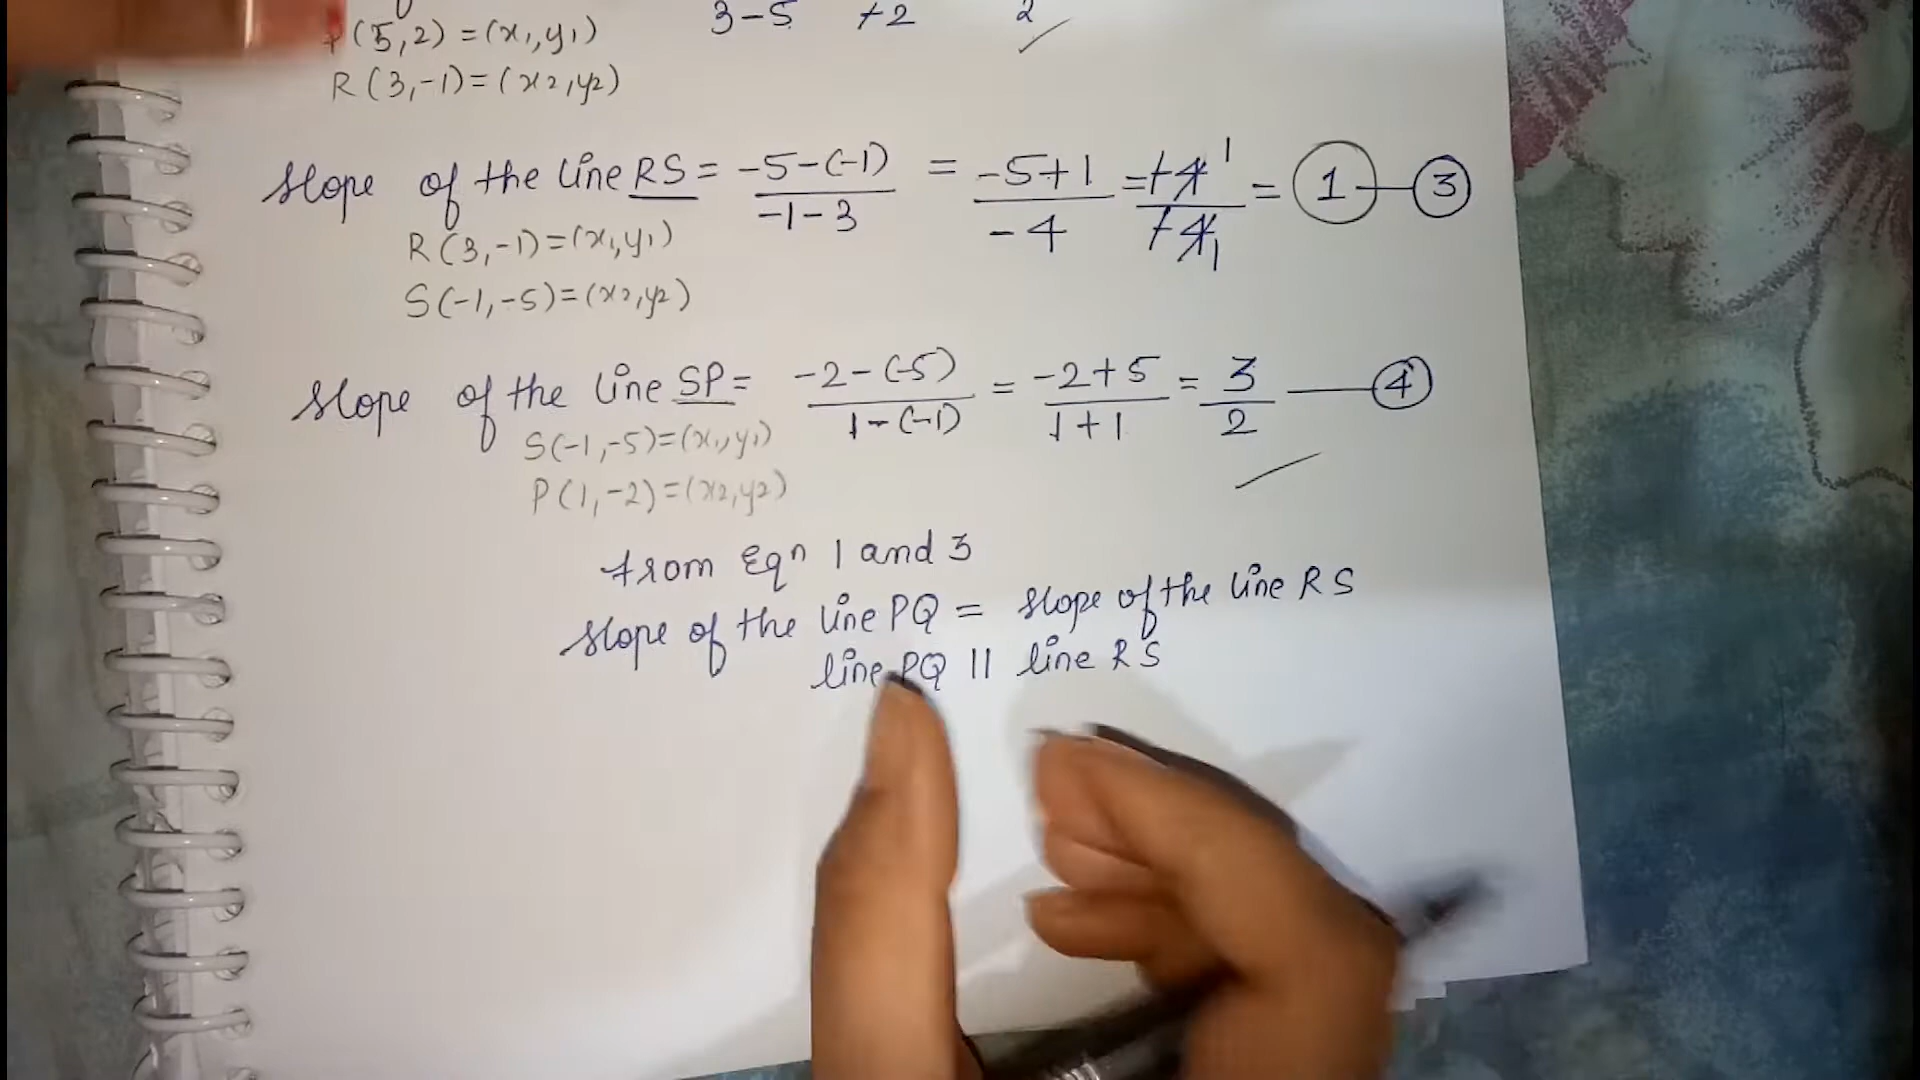 3-5 +2 2
(5,2)=(x1,y1)
R(3,-1)=(x2,y2)
slope of the line RS = -5-(-1)/-1-3 = -5+1/-4 = +4 1/+4 1 = 1 — 3
R(3,-1)=(x1,y1)
S(-1,-5)=(x2,y2)
slope of the line SP = -2-(-5)/1-(-1) = -2+5/1+1 = 3/2 — 4
S(-1,-5)=(x1,y1)
P(1,-2)=(x2,y2)
from Eqn 1 and 3
slope of the line PQ = slope of the line RS
line PQ || line RS